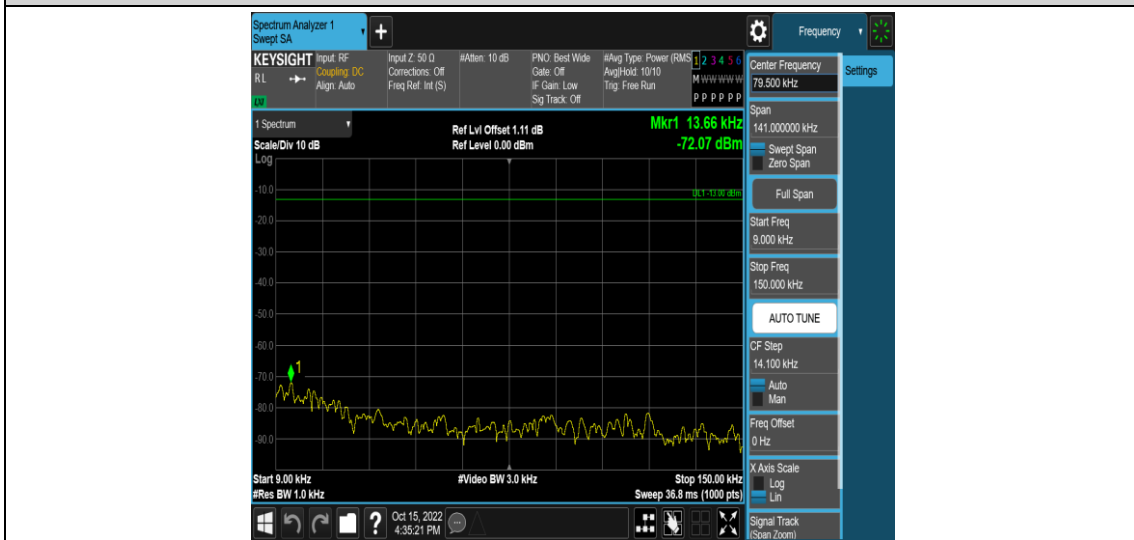 Spectrum Analyzer 1
Swept SA
+
Frequency
KEYSIGHT
RL
LXI
Input: RF
Coupling: DC
Align: Auto
Input Z: 50 Ω
Corrections: Off
Freq Ref: Int (S)
#Atten: 10 dB
PNO: Best Wide
Gate: Off
IF Gain: Low
Sig Track: Off
#Avg Type: Power (RMS
Avg|Hold: 10/10
Trig: Free Run
1 2 3 4 5 6
M W W W W W
P P P P P P
Center Frequency
79.500 kHz
Settings
1 Spectrum
Scale/Div 10 dB
Log
Ref Lvl Offset 1.11 dB
Ref Level 0.00 dBm
Mkr1 13.66 kHz
-72.07 dBm
DL1 -13.00 dBm
-10.0
-20.0
-30.0
-40.0
-50.0
-60.0
-70.0
-80.0
-90.0
1
Start 9.00 kHz
#Res BW 1.0 kHz
#Video BW 3.0 kHz
Stop 150.00 kHz
Sweep 36.8 ms (1000 pts)
Span
141.000000 kHz
Swept Span
Zero Span
Full Span
Start Freq
9.000 kHz
Stop Freq
150.000 kHz
AUTO TUNE
CF Step
14.100 kHz
Auto
Man
Freq Offset
0 Hz
X Axis Scale
Log
Lin
Signal Track
(Span Zoom)
?
Oct 15, 2022
4:35:21 PM